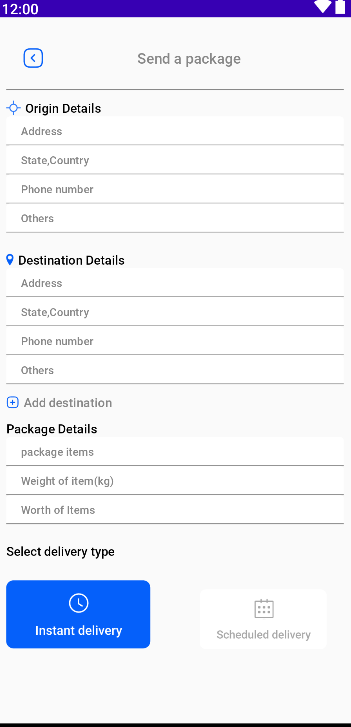 12:00
Send a package
Origin Details
Address
State,Country
Phone number
Others
Destination Details
Address
State,Country
Phone number
Others
Add destination
Package Details
package items
Weight of item(kg)
Worth of Items
Select delivery type
Instant delivery
Scheduled delivery